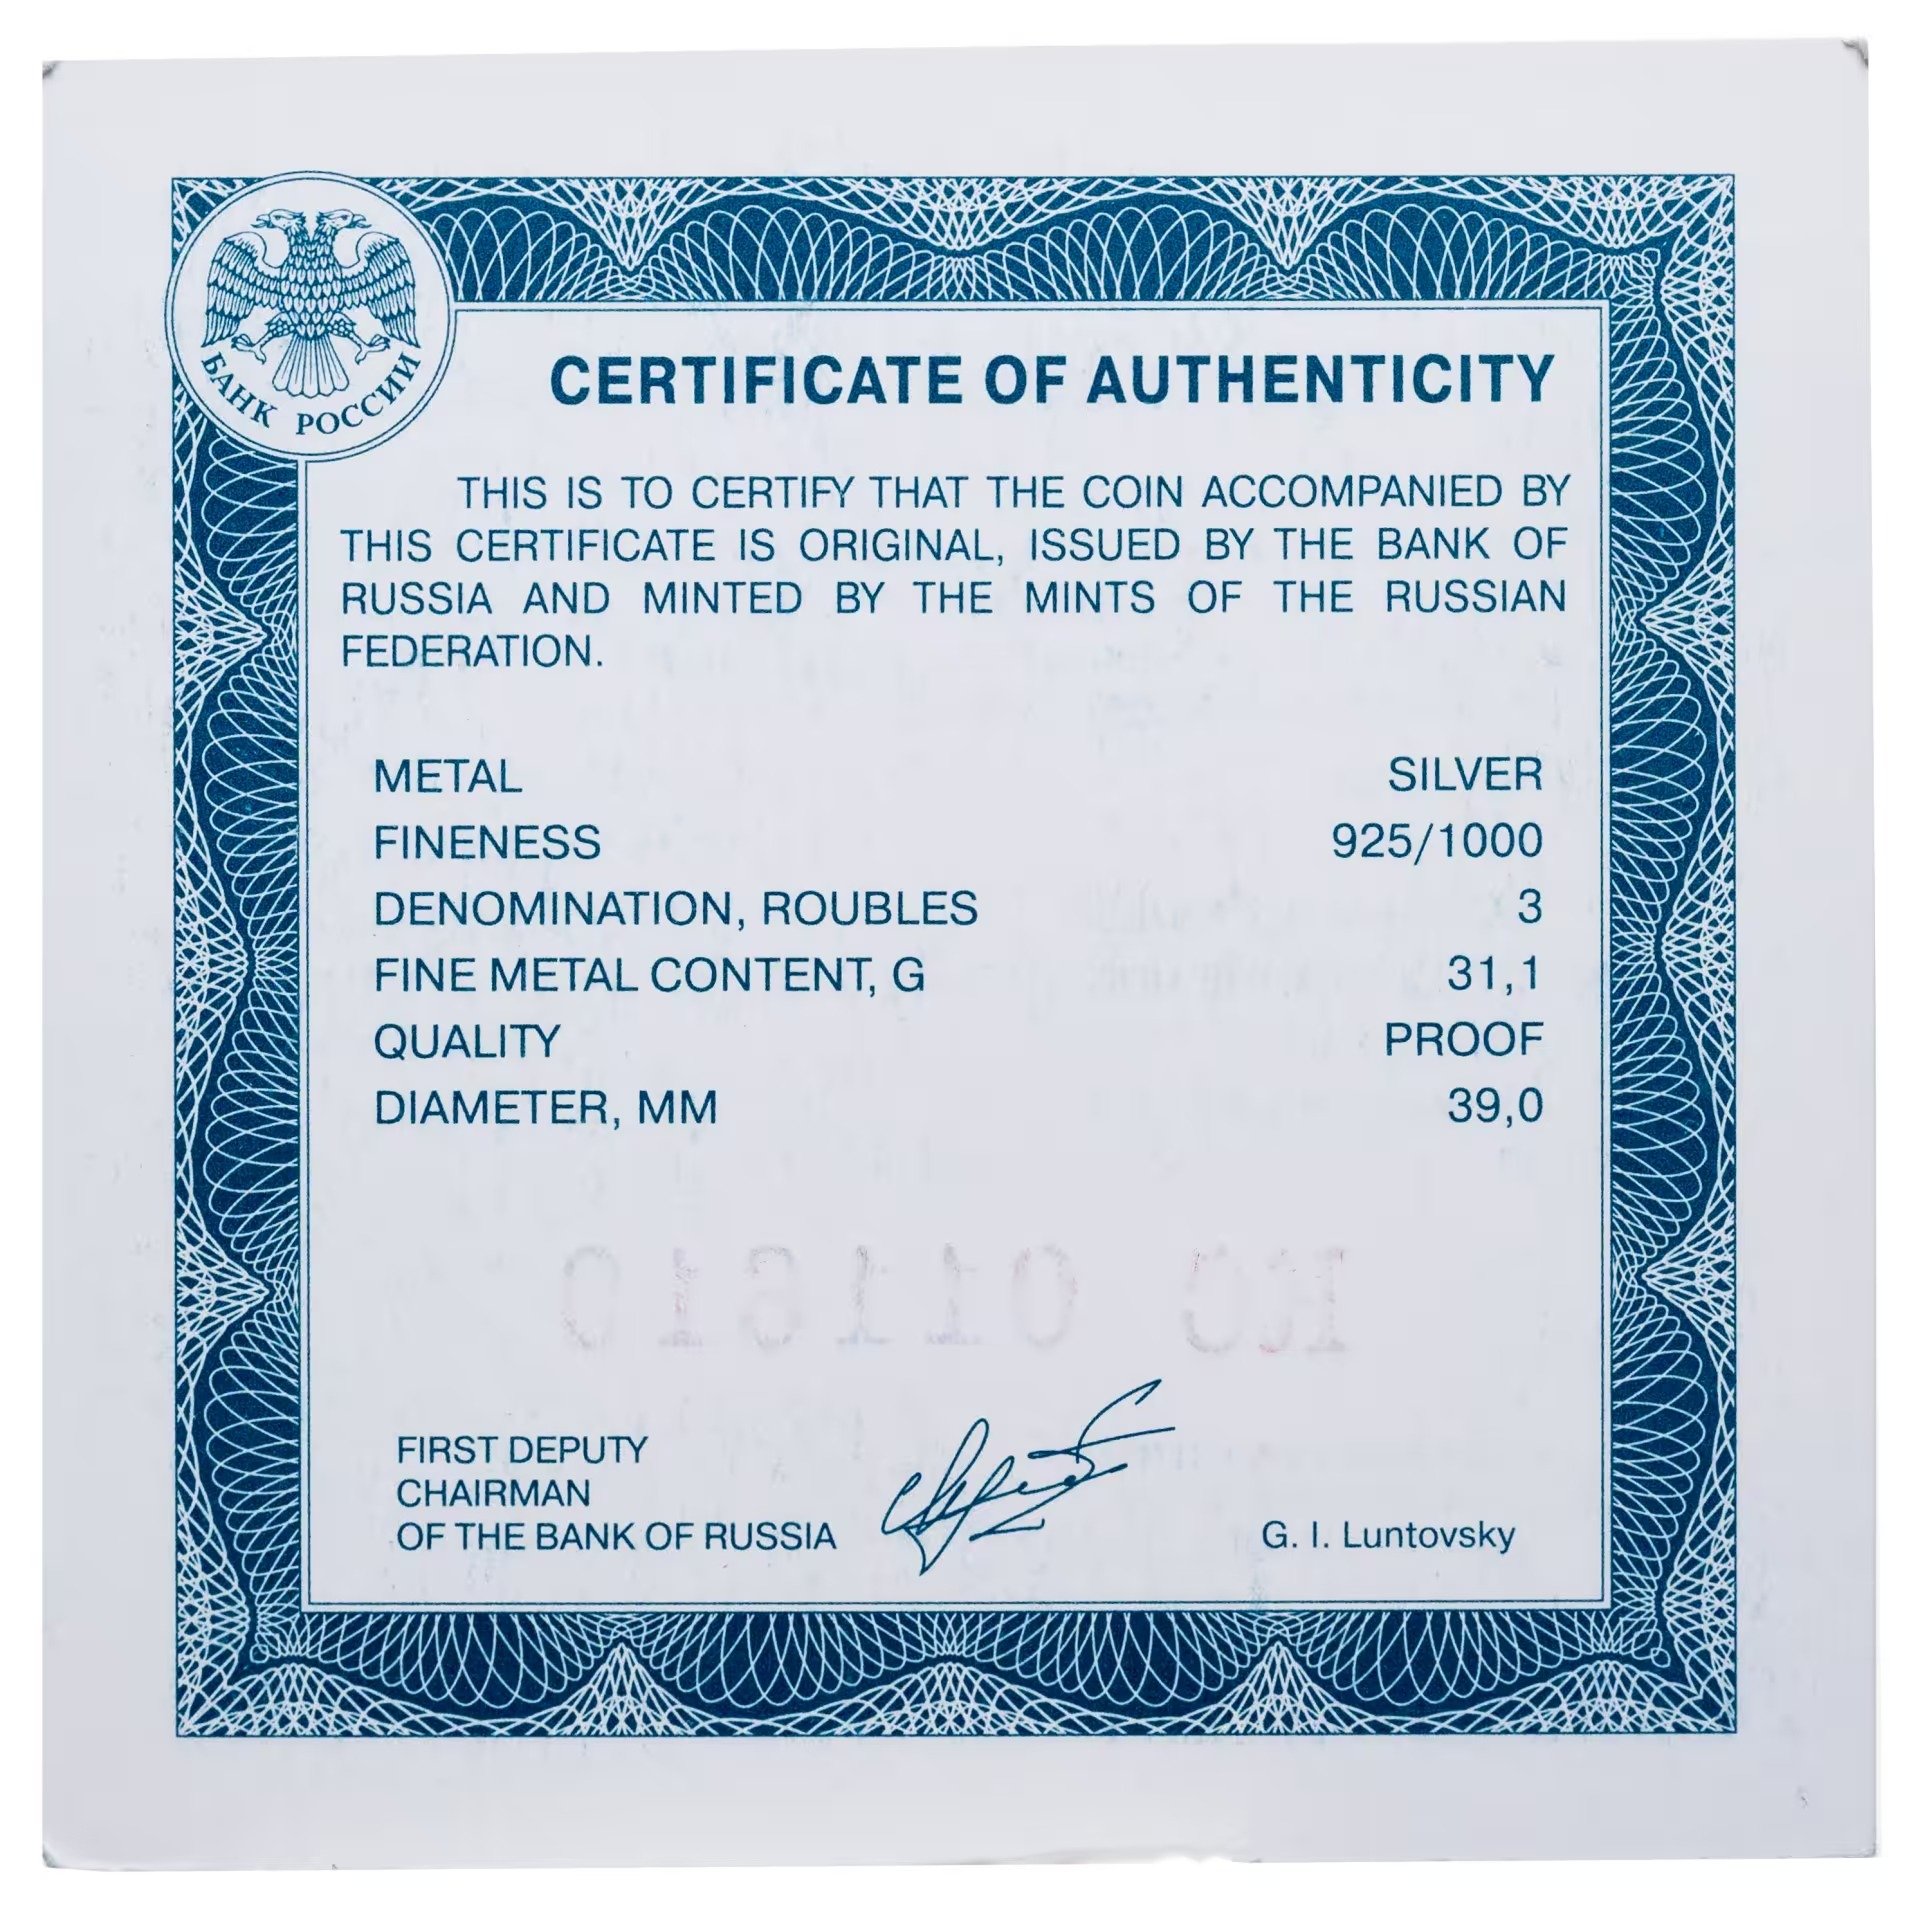 БАНК РОССИИ
CERTIFICATE OF AUTHENTICITY
THIS IS TO CERTIFY THAT THE COIN ACCOMPANIED BY
THIS CERTIFICATE IS ORIGINAL, ISSUED BY THE BANK OF
RUSSIA AND MINTED BY THE MINTS OF THE RUSSIAN
FEDERATION.
METAL SILVER
FINENESS 925/1000
DENOMINATION, ROUBLES 3
FINE METAL CONTENT, G 31,1
QUALITY PROOF
DIAMETER, MM 39,0
FIRST DEPUTY
CHAIRMAN
OF THE BANK OF RUSSIA G. I. Luntovsky